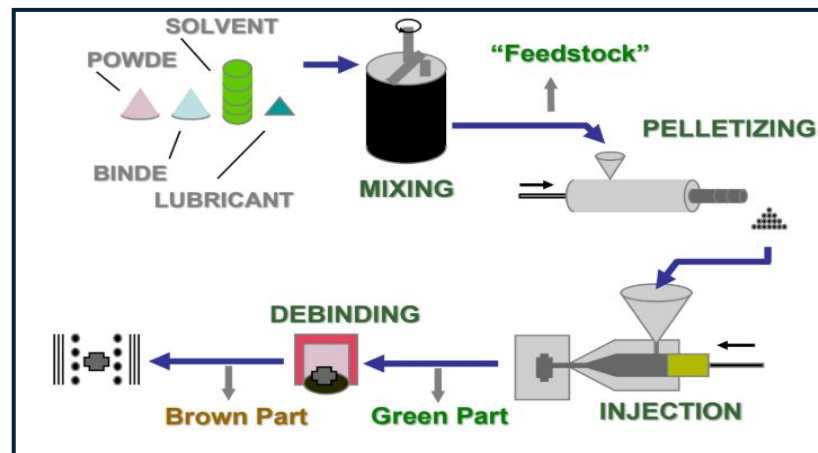 SOLVENT
POWDE
BINDE
LUBRICANT
MIXING
“Feedstock”
PELLETIZING
INJECTION
DEBINDING
Green Part
Brown Part